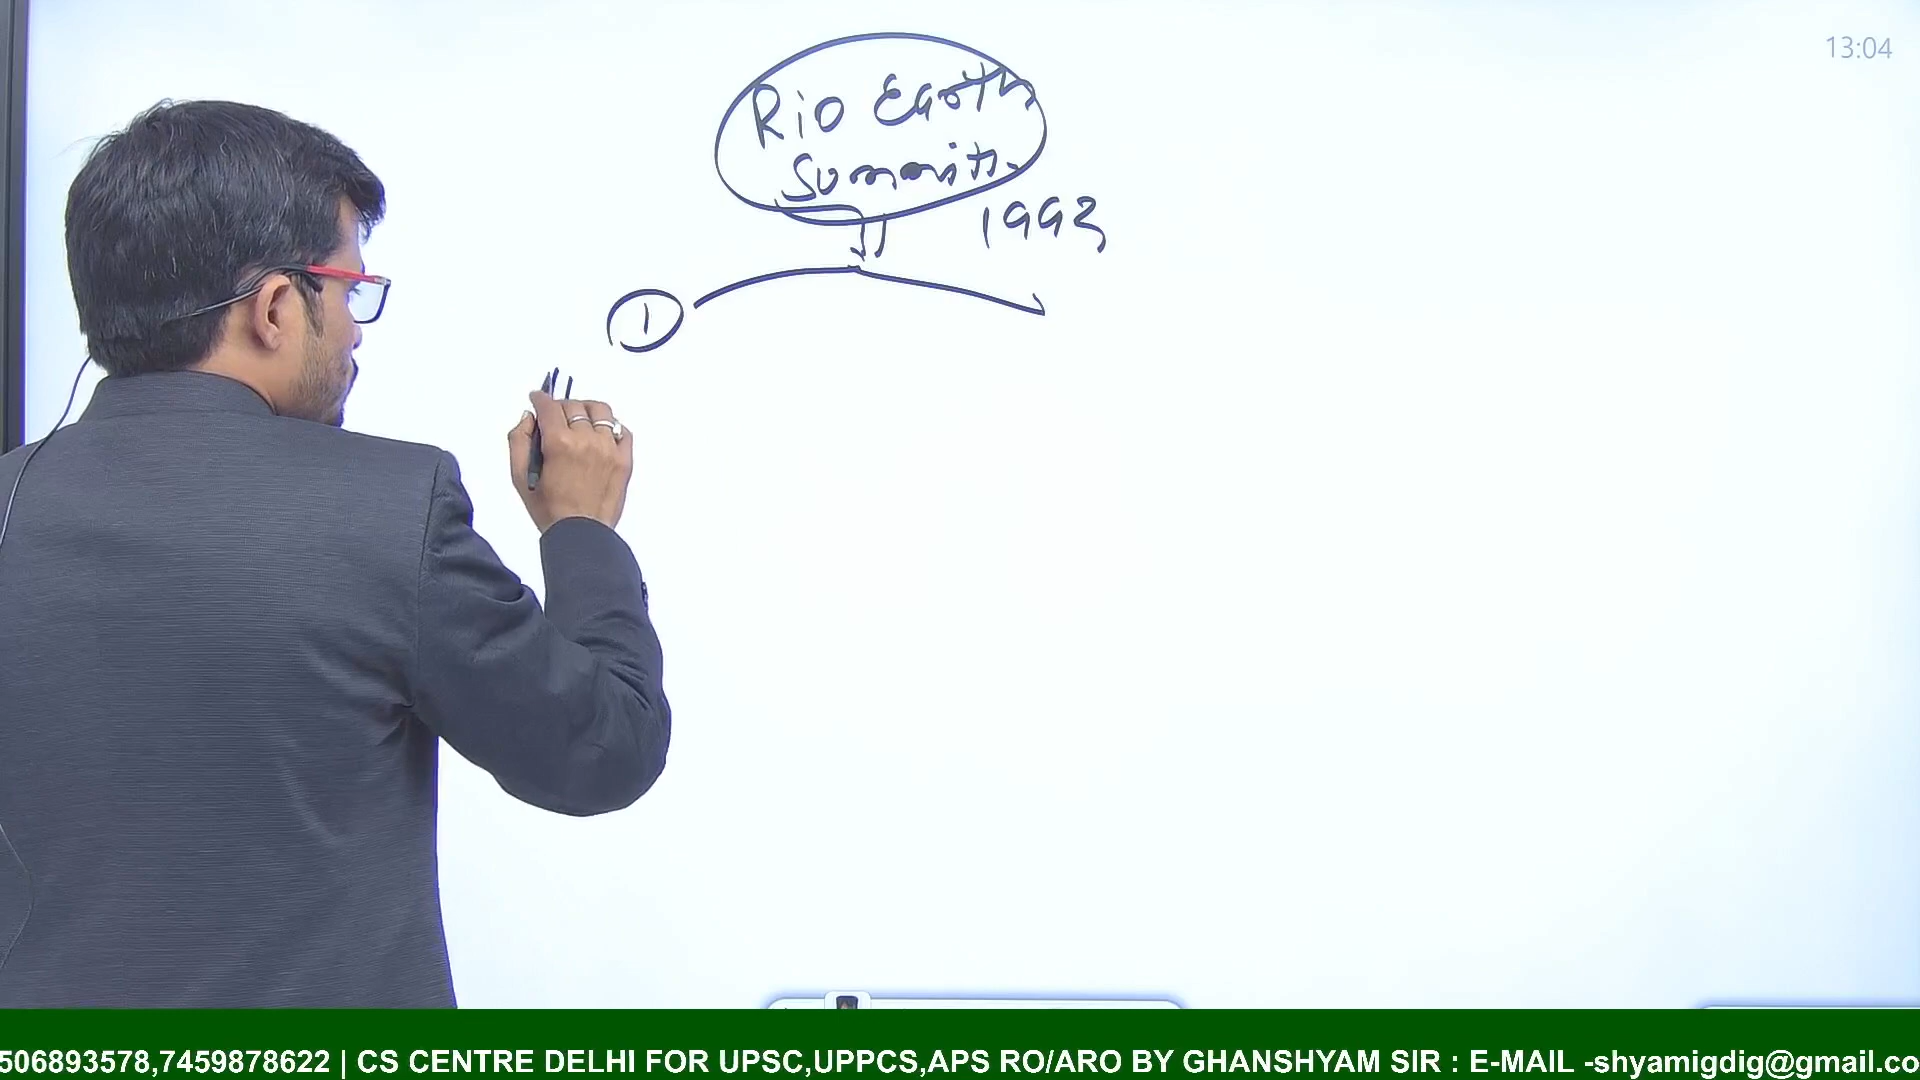 13:04
Rio Earth
Summit
1992
1
506893578,7459878622 | CS CENTRE DELHI FOR UPSC,UPPCS,APS RO/ARO BY GHANSHYAM SIR : E-MAIL -shyamigdig@gmail.co